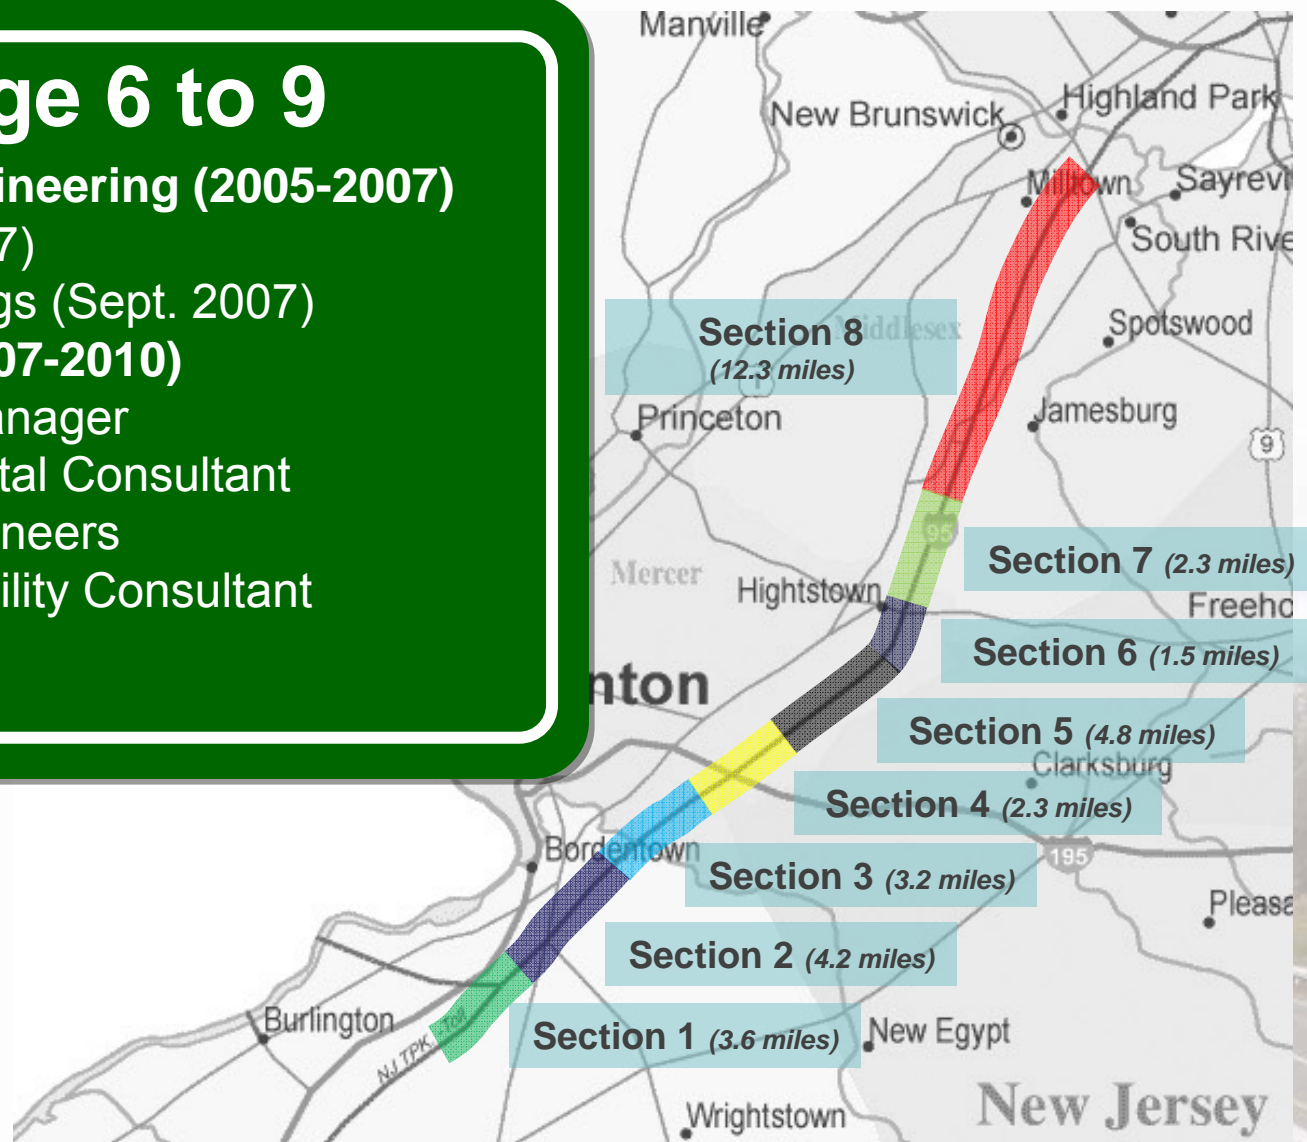 ge 6 to 9
ineering (2005-2007)
7)
gs (Sept. 2007)
07-2010)
anager
tal Consultant
neers
ility Consultant
Manville
Highland Park
New Brunswick
Milltown
Sayrevi
South Rive
Middlesex
Section 8
(12.3 miles)
Spotswood
1
Princeton
Jamesburg
9
95
Section 7 (2.3 miles)
Mercer
Hightstown
Freeho
Section 6 (1.5 miles)
nton
Section 5 (4.8 miles)
Clarksburg
Section 4 (2.3 miles)
Bordentown
195
Section 3 (3.2 miles)
Pleasa
Section 2 (4.2 miles)
Burlington
NJ TPK.
Section 1 (3.6 miles)
New Egypt
New Jersey
Wrightstown